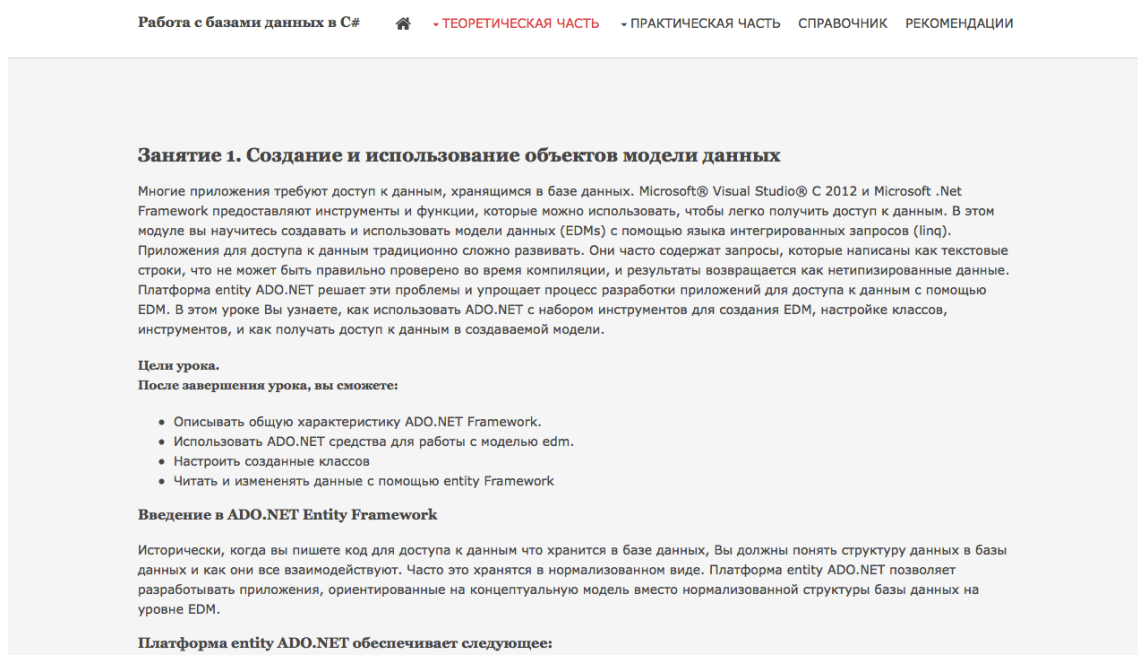 Работа с базами данных в C# ТЕОРЕТИЧЕСКАЯ ЧАСТЬ ПРАКТИЧЕСКАЯ ЧАСТЬ СПРАВОЧНИК РЕКОМЕНДАЦИИ
Занятие 1. Создание и использование объектов модели данных
Многие приложения требуют доступ к данным, хранящимся в базе данных. Microsoft® Visual Studio® C 2012 и Microsoft .Net
Framework предоставляют инструменты и функции, которые можно использовать, чтобы легко получить доступ к данным. В этом
модуле вы научитесь создавать и использовать модели данных (EDMs) с помощью языка интегрированных запросов (linq).
Приложения для доступа к данным традиционно сложно развивать. Они часто содержат запросы, которые написаны как текстовые
строки, что не может быть правильно проверено во время компиляции, и результаты возвращается как нетипизированные данные.
Платформа entity ADO.NET решает эти проблемы и упрощает процесс разработки приложений для доступа к данным с помощью
EDM. В этом уроке Вы узнаете, как использовать ADO.NET с набором инструментов для создания EDM, настройке классов,
инструментов, и как получать доступ к данным в создаваемой модели.
Цели урока.
После завершения урока, вы сможете:
• Описывать общую характеристику ADO.NET Framework.
• Использовать ADO.NET средства для работы с моделью edm.
• Настроить созданные классов
• Читать и измененять данные с помощью entity Framework
Введение в ADO.NET Entity Framework
Исторически, когда вы пишете код для доступа к данным что хранится в базе данных, Вы должны понять структуру данных в базы
данных и как они все взаимодействуют. Часто это хранятся в нормализованном виде. Платформа entity ADO.NET позволяет
разрабатывать приложения, ориентированные на концептуальную модель вместо нормализованной структуры базы данных на
уровне EDM.
Платформа entity ADO.NET обеспечивает следующее: